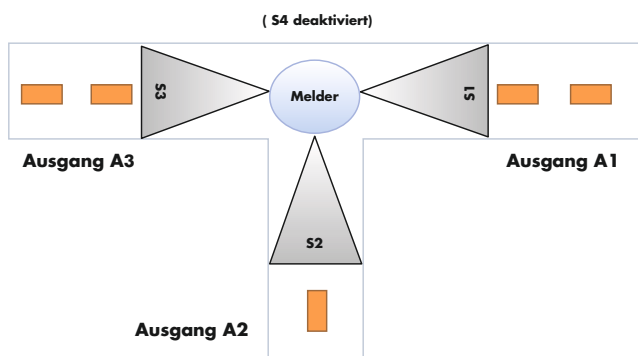 ( S4 deaktiviert)
S3
Melder
S1
Ausgang A3
Ausgang A1
S2
Ausgang A2